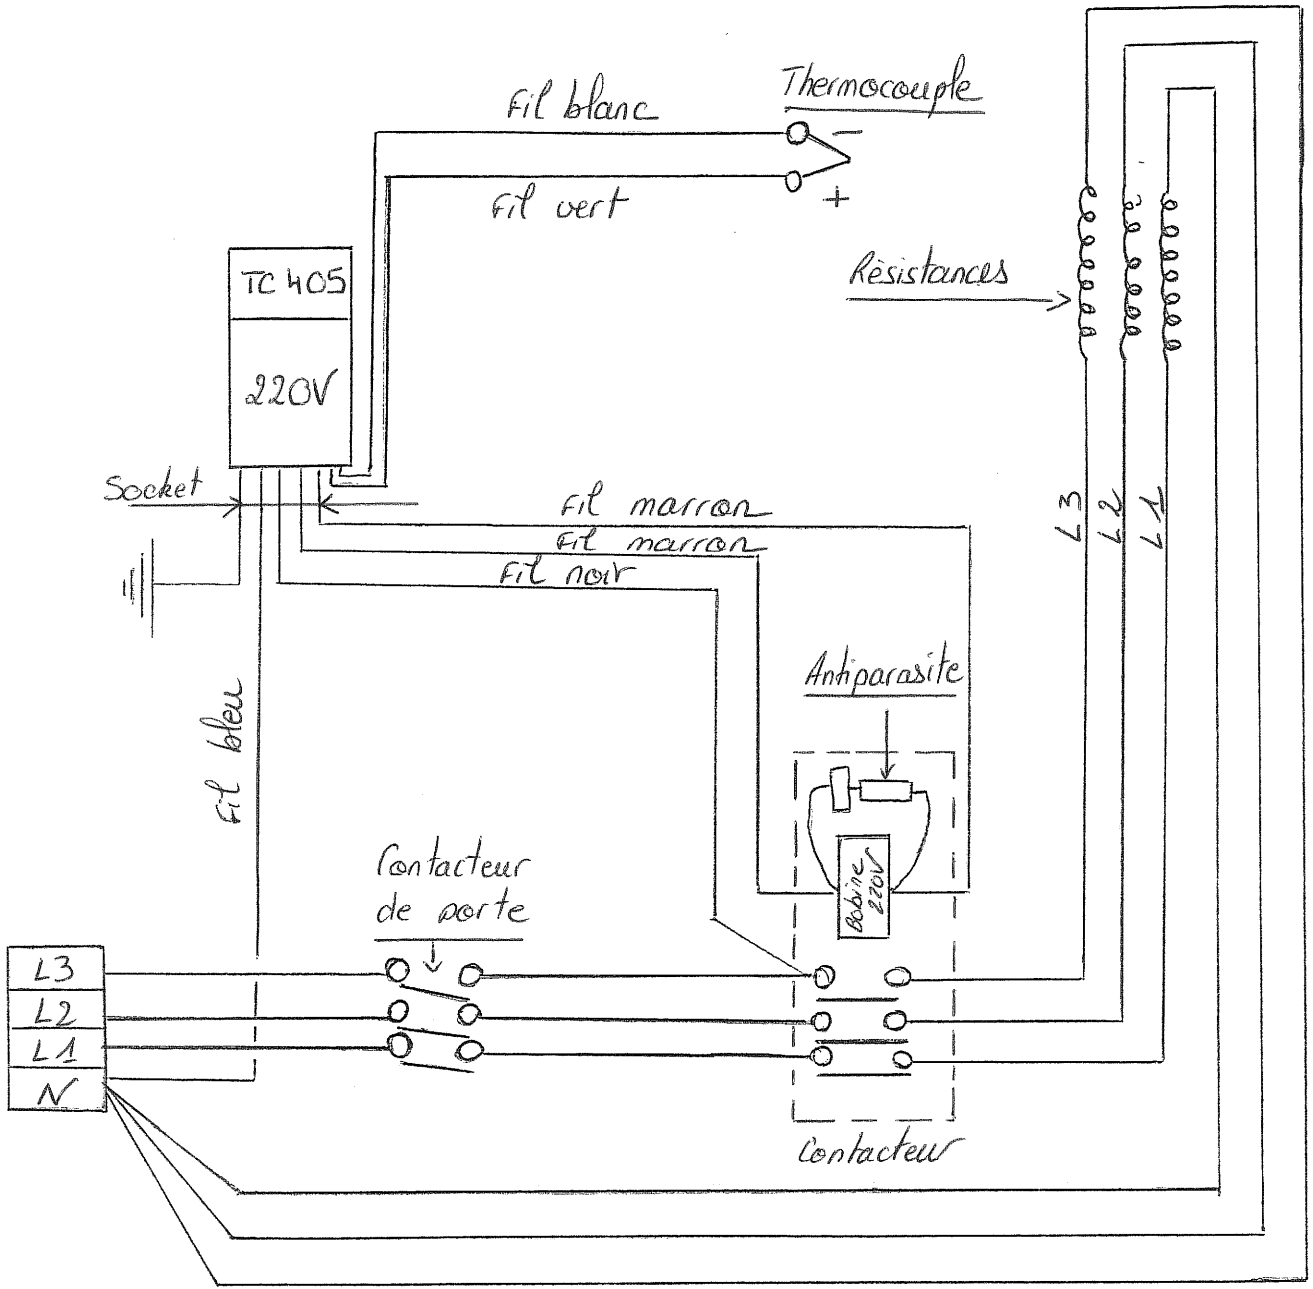 Thermocouple
Fil blanc
-
Fil vert
+
TC 405
Résistances
220V
Socket
Fil marron
L3
L2
L1
Fil marron
Fil noir
Antiparasite
Fil bleu
Contacteur
de porte
Bobine
220V
L3
L2
L1
N
Contacteur